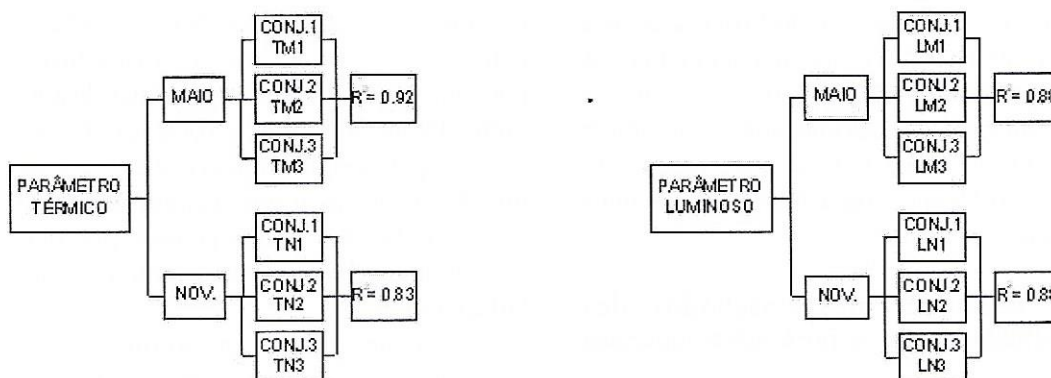 PARÂMETRO
TÉRMICO
MAIO
CONJ.1
TM1
CONJ.2
TM2
CONJ.3
TM3
R²= 0.92
NOV.
CONJ.1
TN1
CONJ.2
TN2
CONJ.3
TN3
R²= 0.83
PARÂMETRO
LUMINOSO
MAIO
CONJ.1
LM1
CONJ.2
LM2
CONJ.3
LM3
NOV.
CONJ.1
LN1
CONJ.2
LN2
CONJ.3
LN3